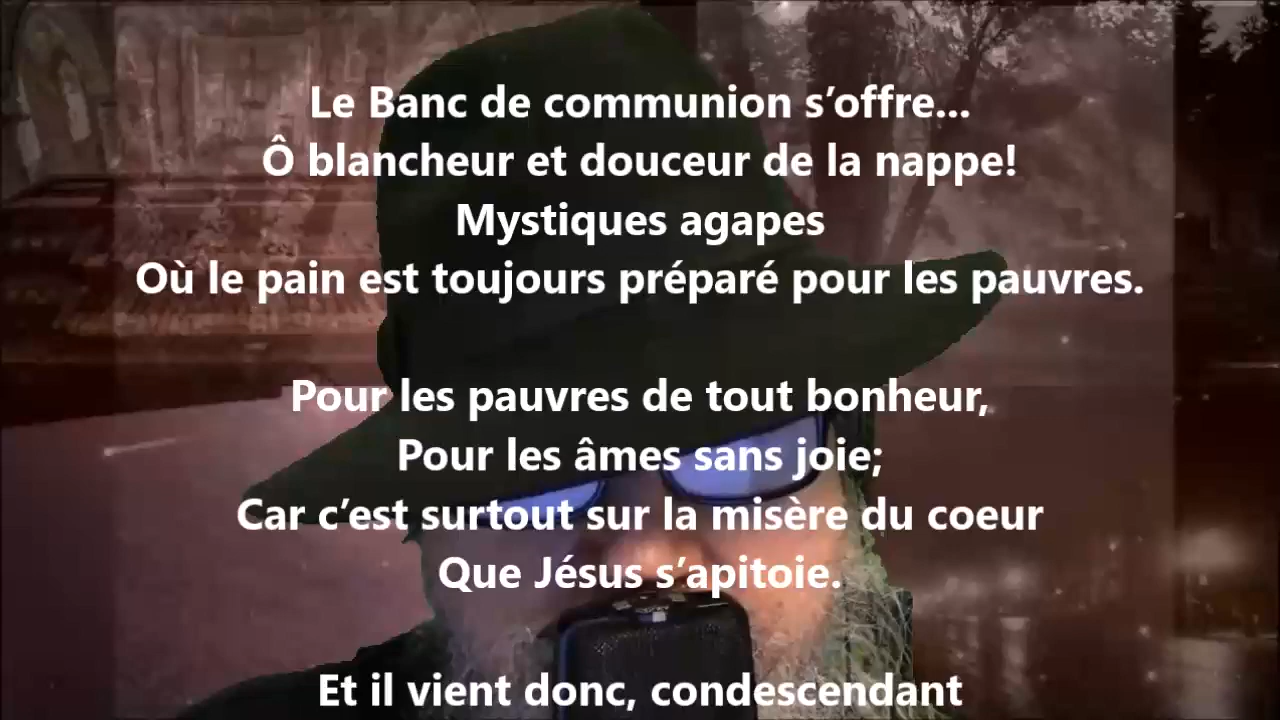 Le Banc de communion s’offre...
Ô blancheur et douceur de la nappe!
Mystiques agapes
Où le pain est toujours préparé pour les pauvres.
Pour les pauvres de tout bonheur,
Pour les âmes sans joie;
Car c’est surtout sur la misère du coeur
Que Jésus s’apitoie.
Et il vient donc, condescendant